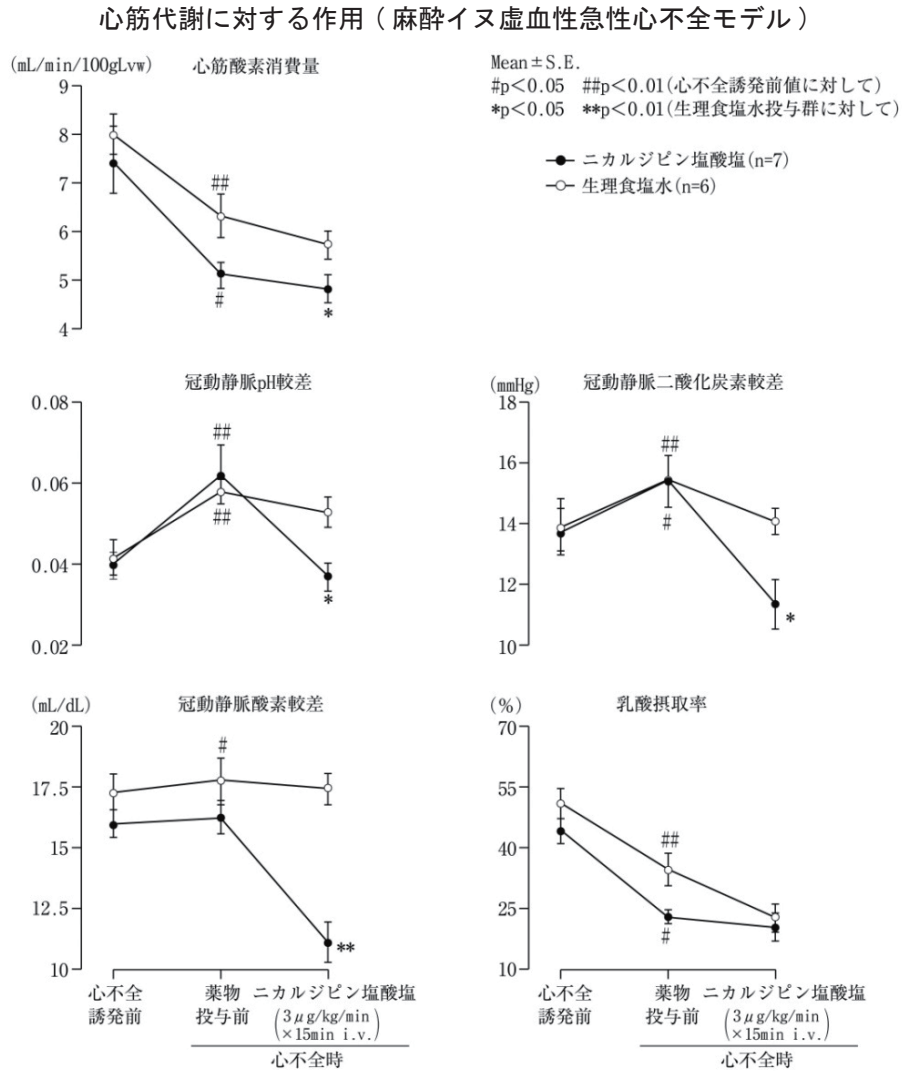 心筋代謝に対する作用(麻酔イヌ虚血性急性心不全モデル)
(mL/min/100gLvw)
心筋酸素消費量
9
8
7
6
5
4
##
#
*
Mean±S.E.
#p<0.05 ##p<0.01(心不全誘発前値に対して)
*p<0.05 **p<0.01(生理食塩水投与群に対して)
ニカルジピン塩酸塩(n=7)
生理食塩水(n=6)
冠動静脈pH較差
0.08
0.06
0.04
0.02
##
##
*
(mmHg)
冠動静脈二酸化炭素較差
18
16
14
12
10
##
#
*
(mL/dL)
冠動静脈酸素較差
20
17.5
15
12.5
10
#
**
心不全
誘発前
薬物
投与前
ニカルジピン塩酸塩
(3μg/kg/min
×15min i.v.)
心不全時
(%)
乳酸摂取率
70
55
40
25
10
##
#
心不全
誘発前
薬物
投与前
ニカルジピン塩酸塩
(3μg/kg/min
×15min i.v.)
心不全時